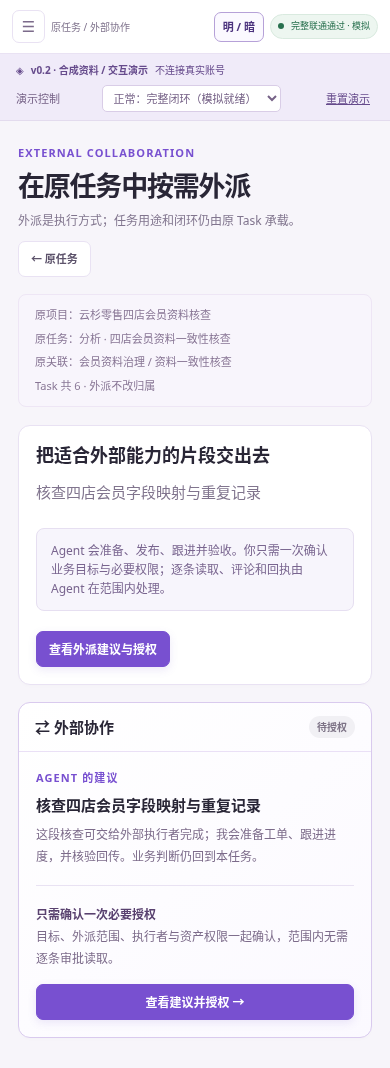 ☰ 原任务 / 外部协作 明 / 暗 完整联通通过 · 模拟
◈ v0.2 · 合成资料 / 交互演示 不连接真实账号
演示控制 正常：完整闭环（模拟就绪） 重置演示
EXTERNAL COLLABORATION
在原任务中按需外派
外派是执行方式；任务用途和闭环仍由原 Task 承载。
← 原任务
原项目：云杉零售四店会员资料核查
原任务：分析 · 四店会员资料一致性核查
原关联：会员资料治理 / 资料一致性核查
Task 共 6 · 外派不改归属
把适合外部能力的片段交出去
核查四店会员字段映射与重复记录
Agent 会准备、发布、跟进并验收。你只需一次确认
业务目标与必要权限；逐条读取、评论和回执由
Agent 在范围内处理。
查看外派建议与授权
⇄ 外部协作 待授权
AGENT 的建议
核查四店会员字段映射与重复记录
这段核查可交给外部执行者完成；我会准备工单、跟进进
度，并核验回传。业务判断仍回到本任务。
只需确认一次必要授权
目标、外派范围、执行者与资产权限一起确认，范围内无需
逐条审批读取。
查看建议并授权 →